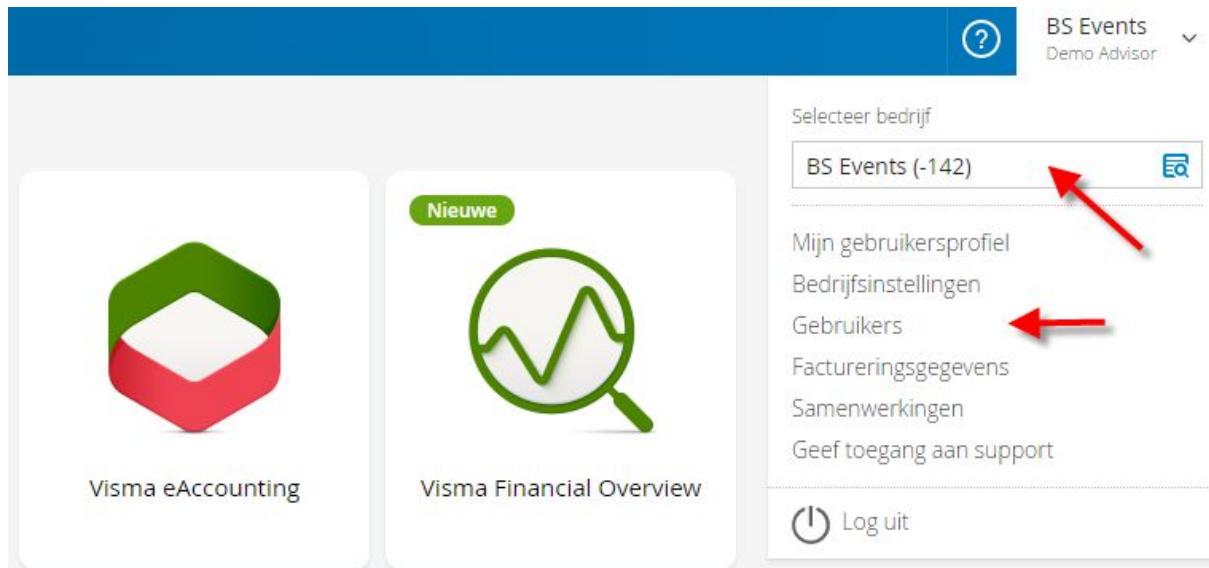 BS Events
Demo Advisor
Selecteer bedrijf
BS Events (-142)
Nieuwe
Mijn gebruikersprofiel
Bedrijfsinstellingen
Gebruikers
Factureringsgegevens
Samenwerkingen
Geef toegang aan support
Visma eAccounting
Visma Financial Overview
Log uit